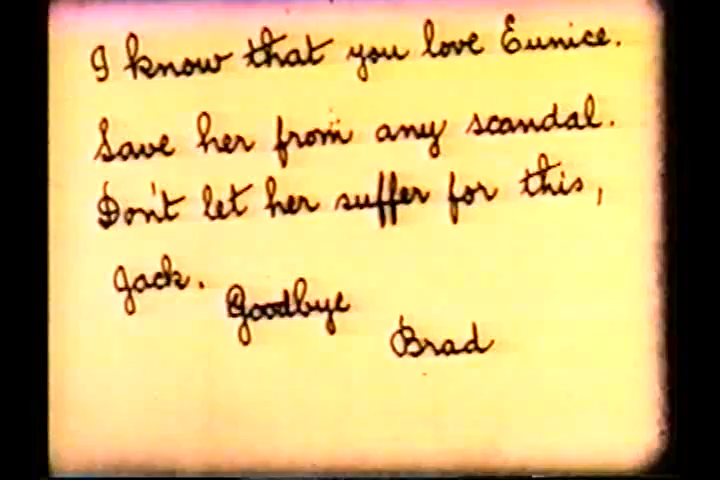 I know that you love Eunice.
Save her from any scandal.
Don't let her suffer for this,
Jack.
Goodbye
Brad